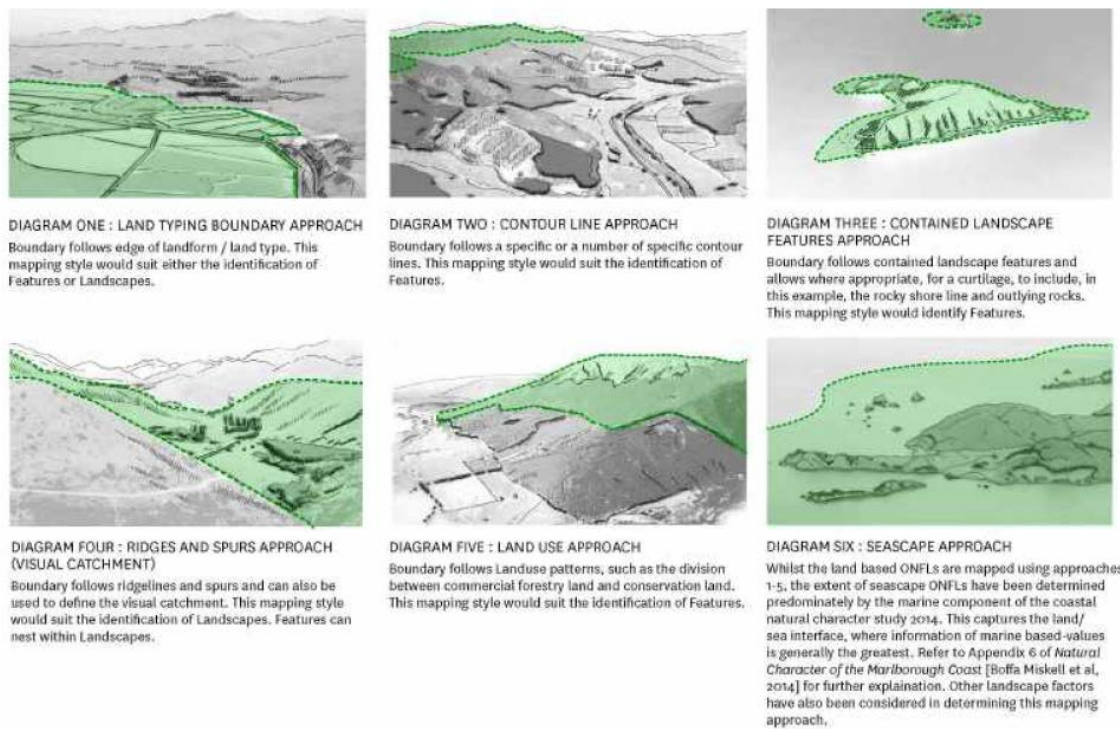 DIAGRAM ONE : LAND TYPING BOUNDARY APPROACH
Boundary follows edge of landform / land type. This
mapping style would suit either the identification of
Features or Landscapes.
DIAGRAM TWO : CONTOUR LINE APPROACH
Boundary follows a specific or a number of specific contour
lines. This mapping style would suit the identification of
Features.
DIAGRAM THREE : CONTAINED LANDSCAPE
FEATURES APPROACH
Boundary follows contained landscape features and
allows where appropriate, for a curtilage, to include, in
this example, the rocky shore line and outlying rocks.
This mapping style would identify Features.
DIAGRAM FOUR : RIDGES AND SPURS APPROACH
(VISUAL CATCHMENT)
Boundary follows ridgelines and spurs and can also be
used to define the visual catchment. This mapping style
would suit the identification of Landscapes. Features can
nest within Landscapes.
DIAGRAM FIVE : LAND USE APPROACH
Boundary follows Landuse patterns, such as the division
between commercial forestry land and conservation land.
This mapping style would suit the identification of Features.
DIAGRAM SIX : SEASCAPE APPROACH
Whilst the land based ONFLs are mapped using approaches
1-5, the extent of seascape ONFLs have been determined
predominately by the marine component of the coastal
natural character study 2014. This captures the land/
sea interface, where information of marine based-values
is generally the greatest. Refer to Appendix 6 of Natural
Character of the Marlborough Coast [Boffa Miskell et al,
2014] for further explaination. Other landscape factors
have also been considered in determining this mapping
approach.